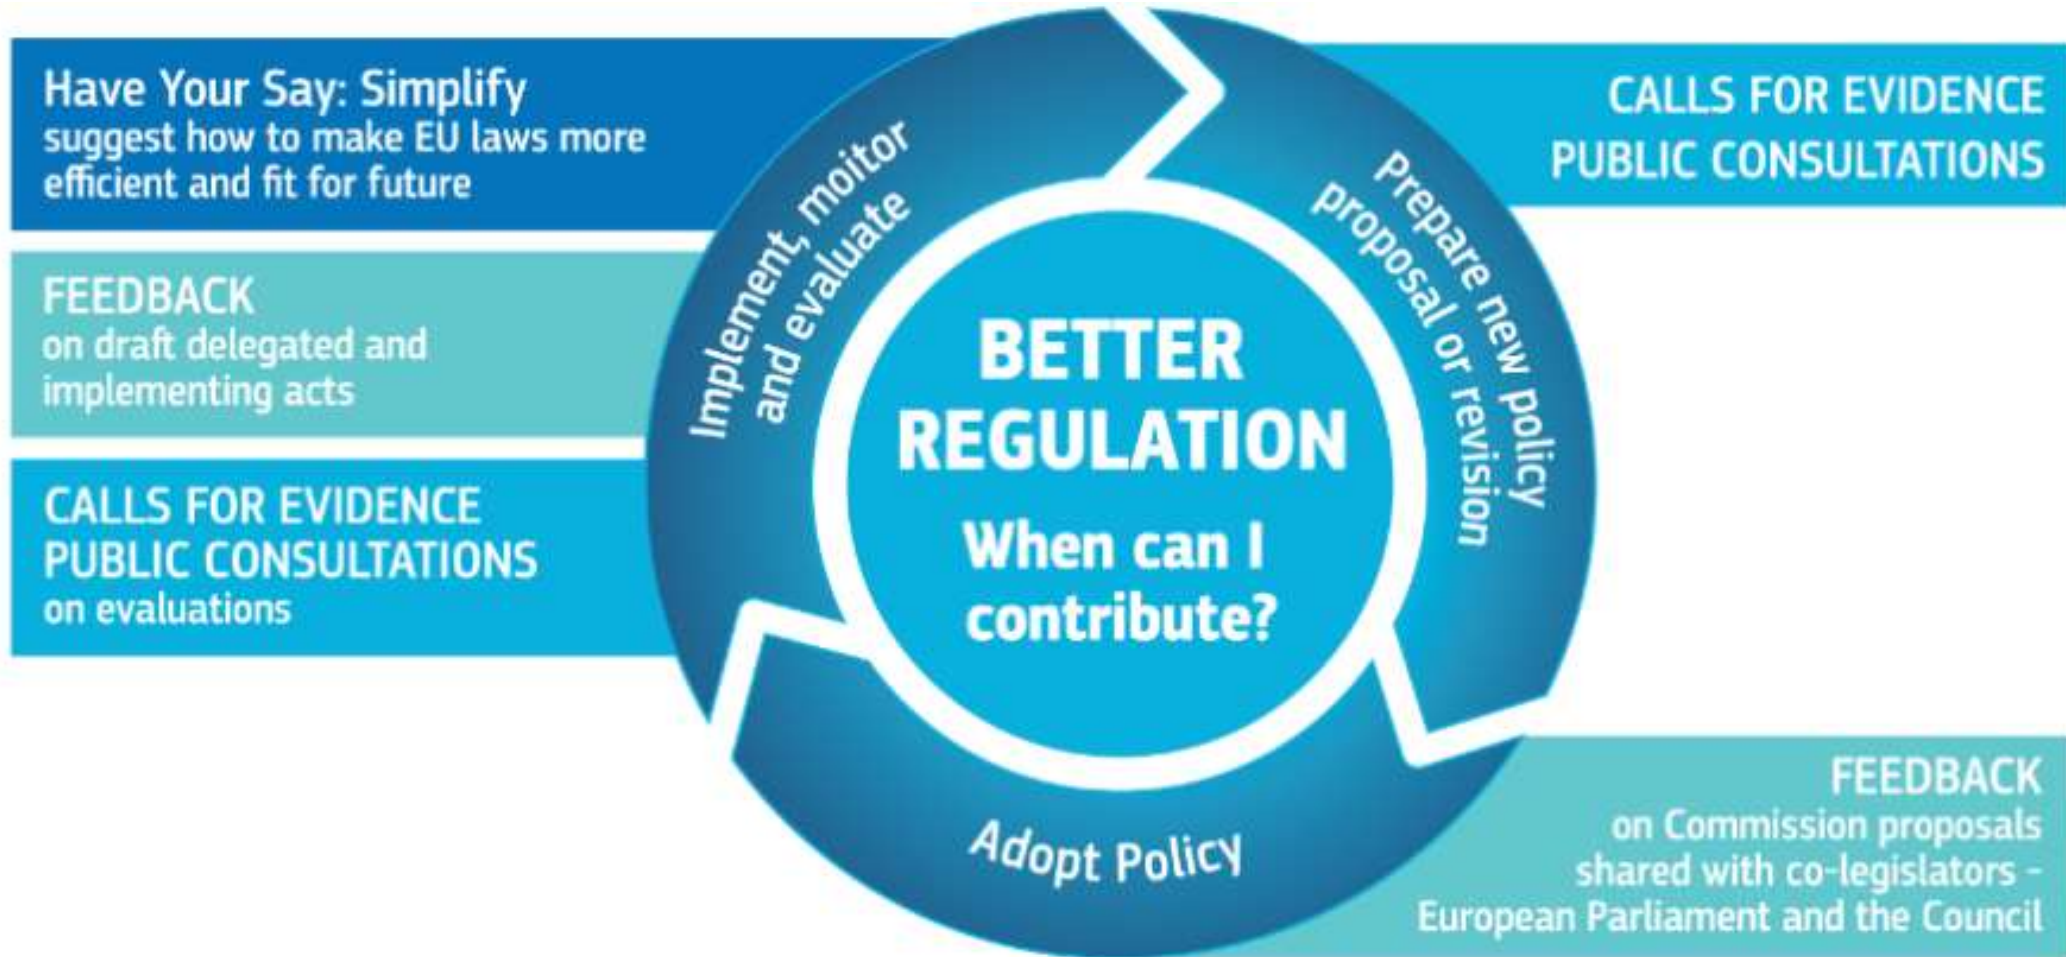 Have Your Say: Simplify
suggest how to make EU laws more
efficient and fit for future
FEEDBACK
on draft delegated and
implementing acts
CALLS FOR EVIDENCE
PUBLIC CONSULTATIONS
on evaluations
Implement, moitor
and evaluate
BETTER
REGULATION
When can I
contribute?
Prepare new policy
proposal or revision
Adopt Policy
CALLS FOR EVIDENCE
PUBLIC CONSULTATIONS
FEEDBACK
on Commission proposals
shared with co-legislators -
European Parliament and the Council